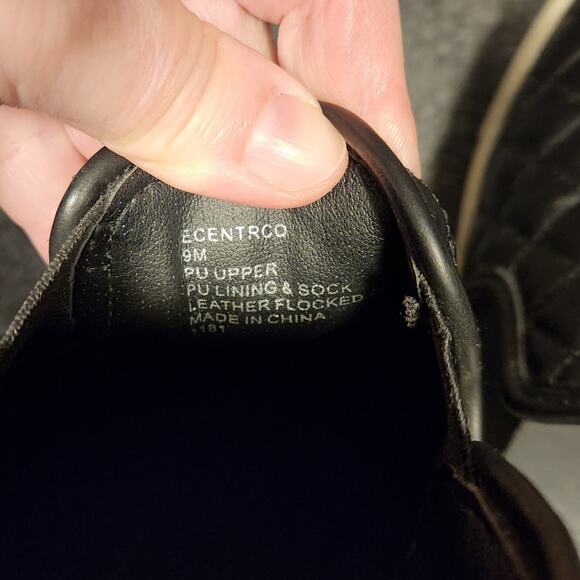 ECENTRCO
9M
PU UPPER
PU LINING & SOCK
LEATHER FLOCKED
MADE IN CHINA